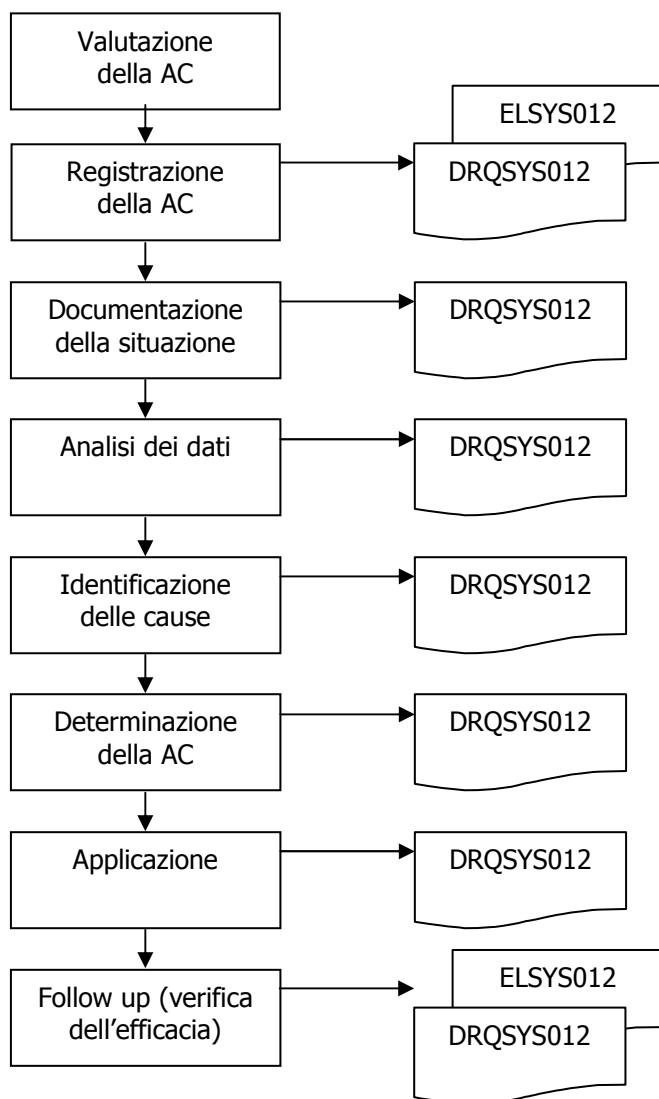 Valutazione
della AC
ELSYS012
Registrazione
della AC
DRQSYS012
Documentazione
della situazione
DRQSYS012
Analisi dei dati
DRQSYS012
Identificazione
delle cause
DRQSYS012
Determinazione
della AC
DRQSYS012
Applicazione
DRQSYS012
Follow up (verifica
dell’efficacia)
ELSYS012
DRQSYS012